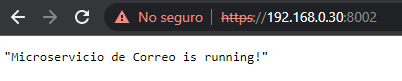 No seguro https://192.168.0.30:8002
"Microservicio de Correo is running!"